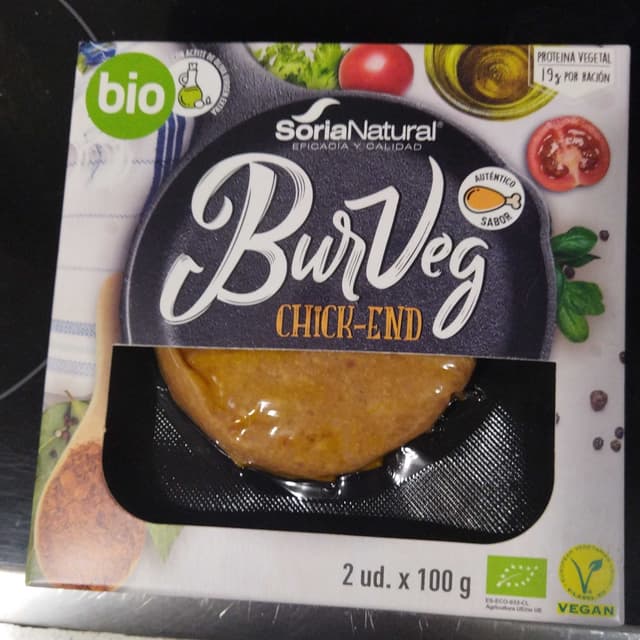 bio
PROTEINA VEGETAL
19g POR RACIÓN
SoriaNatural®
EFICACIA Y CALIDAD
BurVeg
AUTÉNTICO
SABOR
CHiCK-END
2 ud. x 100 g
VEGAN